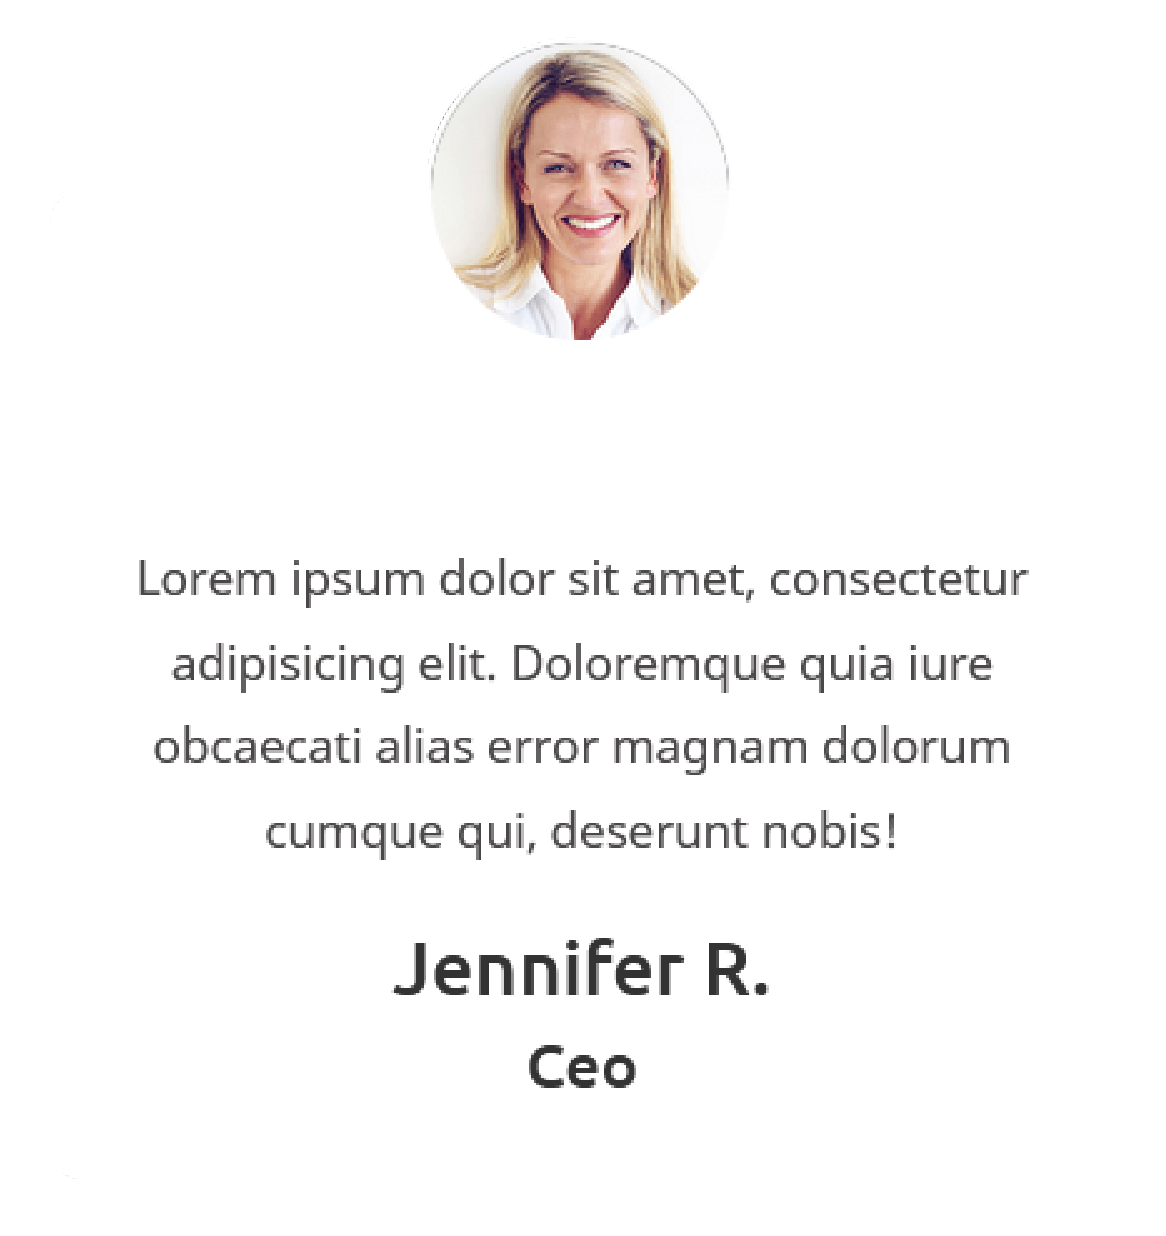 Lorem ipsum dolor sit amet, consectetur
adipisicing elit. Doloremque quia iure
obcaecati alias error magnam dolorum
cumque qui, deserunt nobis!
Jennifer R.
Ceo